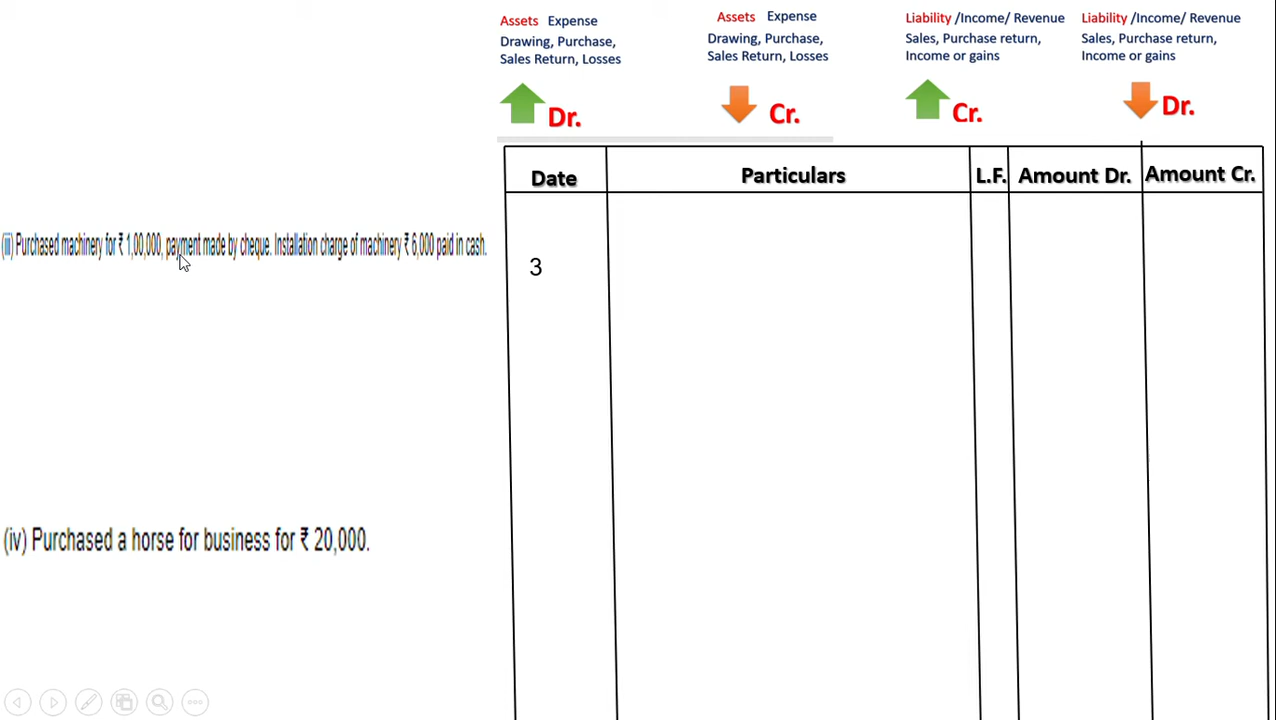 Assets Expense
Drawing, Purchase,
Sales Return, Losses
Dr.
Assets Expense
Drawing, Purchase,
Sales Return, Losses
Cr.
Liability /Income/ Revenue
Sales, Purchase return,
Income or gains
Cr.
Liability /Income/ Revenue
Sales, Purchase return,
Income or gains
Dr.
Date Particulars L.F. Amount Dr. Amount Cr.
(iii) Purchased machinery for ₹ 1,00,000, payment made by cheque. Installation charge of machinery ₹ 6,000 paid in cash.
3
(iv) Purchased a horse for business for ₹ 20,000.